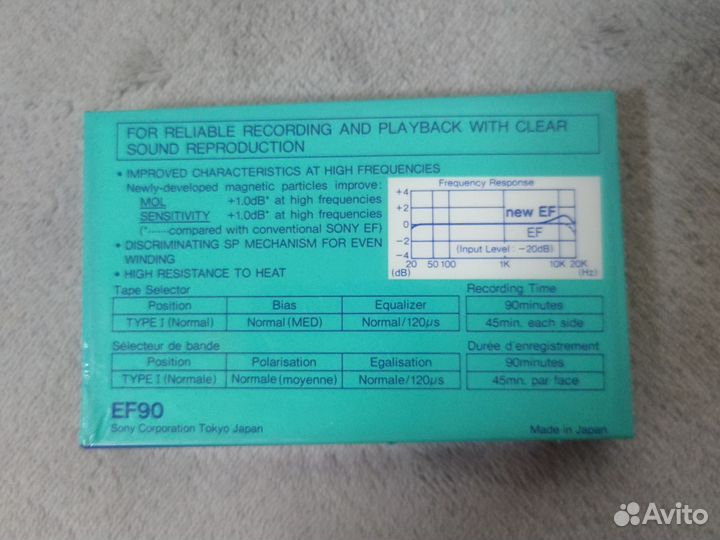 FOR RELIABLE RECORDING AND PLAYBACK WITH CLEAR
SOUND REPRODUCTION
• IMPROVED CHARACTERISTICS AT HIGH FREQUENCIES
Newly-developed magnetic particles improve:
MOL +1.0dB* at high frequencies
SENSITIVITY +1.0dB* at high frequencies
(*------compared with conventional SONY EF)
• DISCRIMINATING SP MECHANISM FOR EVEN
WINDING
• HIGH RESISTANCE TO HEAT
Frequency Response
+4
+2
0
−2
−4
new EF
EF
(Input Level : −20dB)
20 50 100 1K 10K 20K
(dB) (Hz)
Tape Selector
Position Bias Equalizer
TYPE I (Normal) Normal (MED) Normal/120μs
Recording Time
90minutes
45min. each side
Sélecteur de bande
Position Polarisation Egalisation
TYPE I (Normale) Normale (moyenne) Normale/120μs
Durée d'enregistrement
90minutes
45mn. par face
EF90
Sony Corporation Tokyo Japan Made in Japan
Avito